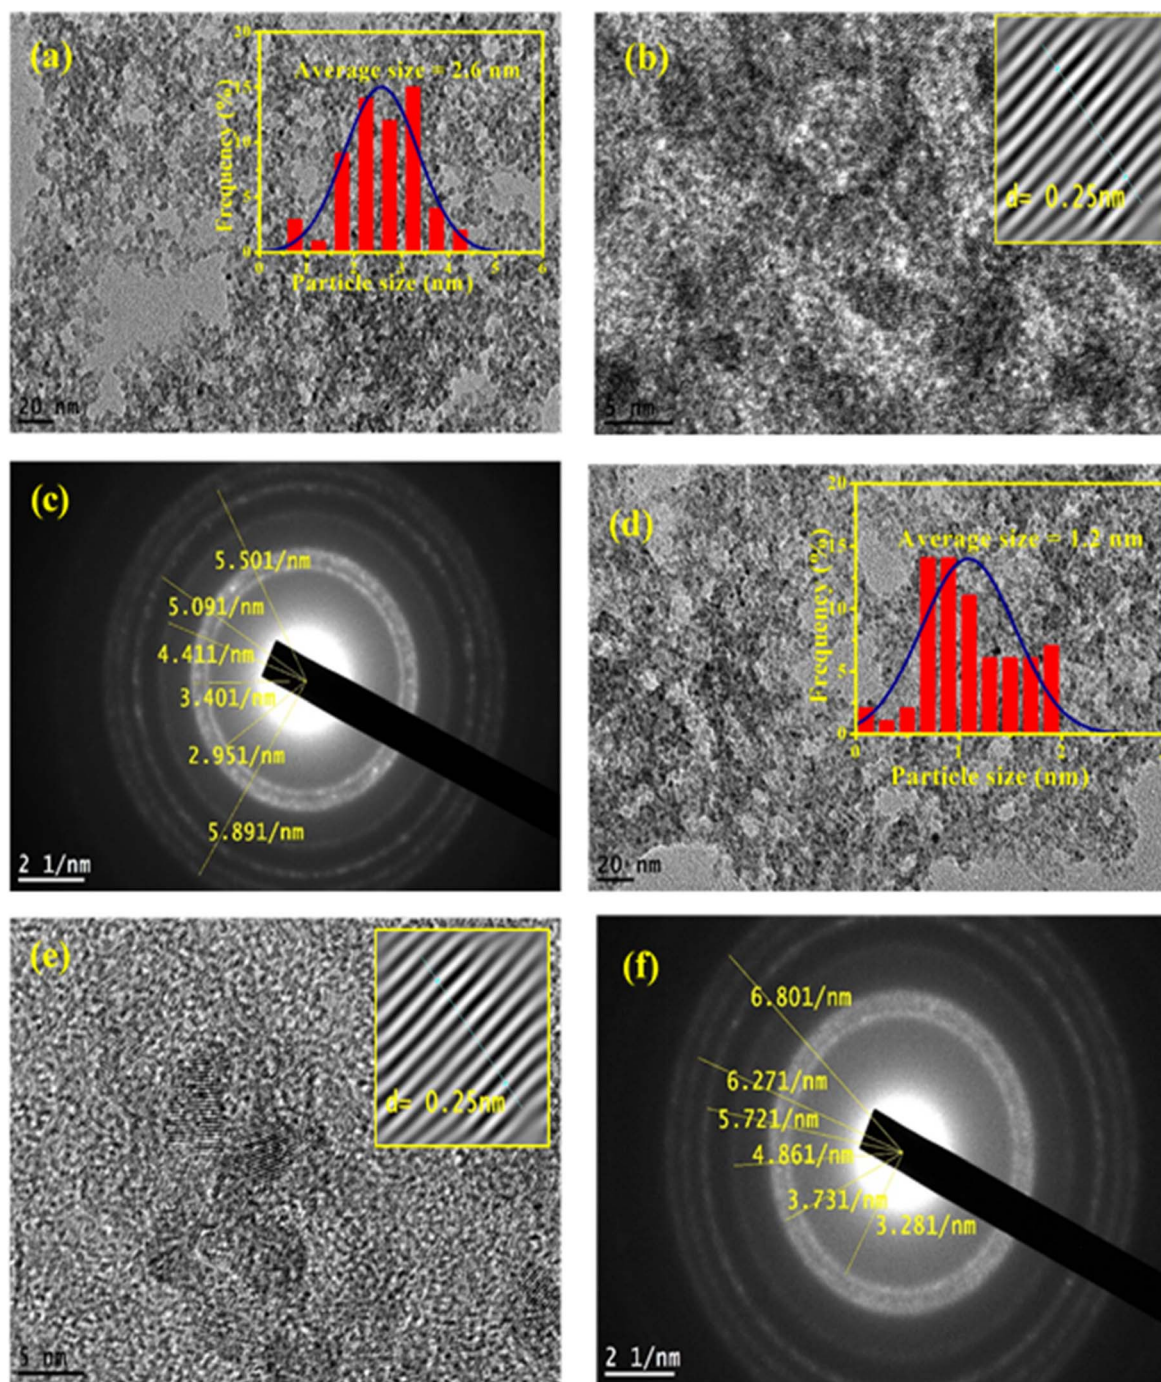 (a)
30
Average size = 2.6 nm
15
10
5
0
Frequency (%)
0 1 2 3 4 5 6
Particle size (nm)
20 nm
(b)
d= 0.25nm
5 nm
(c)
5.501/nm
5.091/nm
4.411/nm
3.401/nm
2.951/nm
5.891/nm
2 1/nm
(d)
20
Average size = 1.2 nm
15
10
5
0
Frequency (%)
0 1 2
Particle size (nm)
20 nm
(e)
d= 0.25nm
5 nm
(f)
6.801/nm
6.271/nm
5.721/nm
4.861/nm
3.731/nm
3.281/nm
2 1/nm